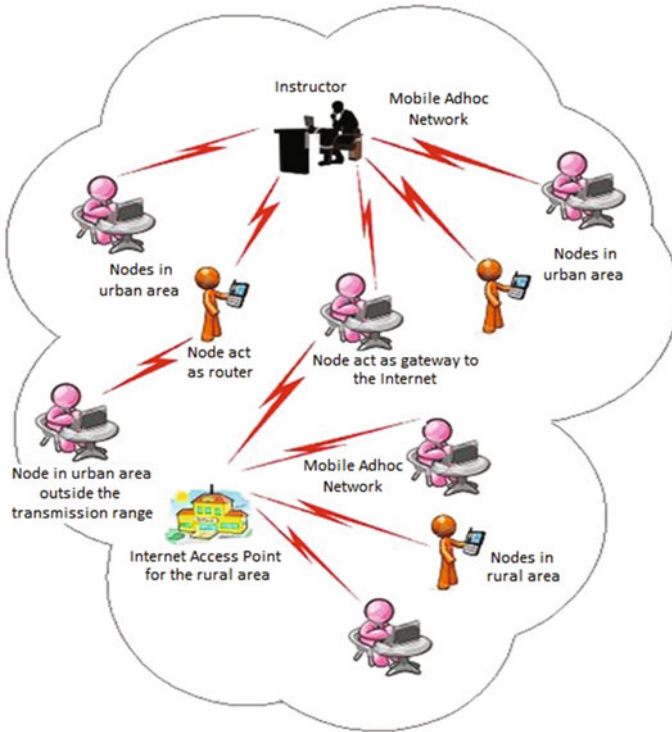 Instructor
Mobile Adhoc
Network
Nodes in
urban area
Nodes in
urban area
Node act
as router
Node act as gateway to
the Internet
Node in urban area
outside the
transmission range
Mobile Adhoc
Network
Internet Access Point
for the rural area
Nodes in
rural area